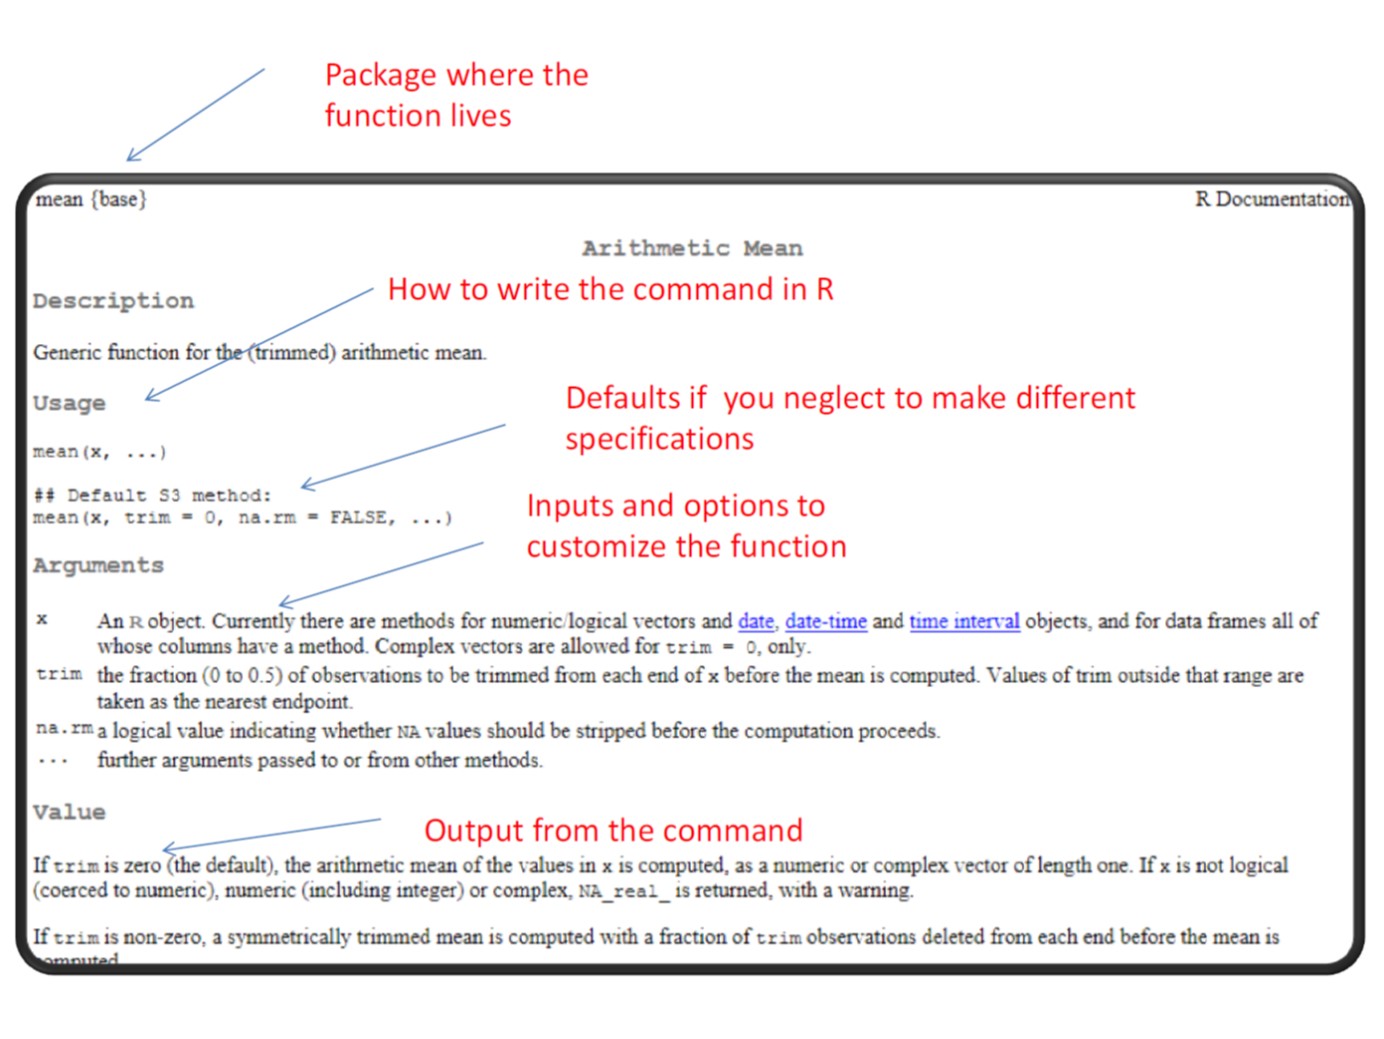 Package where the
function lives
mean {base}
R Documentation
Arithmetic Mean
How to write the command in R
Description
Generic function for the (trimmed) arithmetic mean.
Defaults if  you neglect to make different
specifications
Usage
mean(x, ...)
## Default S3 method:
mean(x, trim = 0, na.rm = FALSE, ...)
Inputs and options to
customize the function
Arguments
x An R object. Currently there are methods for numeric/logical vectors and date, date-time and time interval objects, and for data frames all of
whose columns have a method. Complex vectors are allowed for trim = 0, only.
trim the fraction (0 to 0.5) of observations to be trimmed from each end of x before the mean is computed. Values of trim outside that range are
taken as the nearest endpoint.
na.rm a logical value indicating whether NA values should be stripped before the computation proceeds.
... further arguments passed to or from other methods.
Value
Output from the command
If trim is zero (the default), the arithmetic mean of the values in x is computed, as a numeric or complex vector of length one. If x is not logical
(coerced to numeric), numeric (including integer) or complex, NA_real_ is returned, with a warning.
If trim is non-zero, a symmetrically trimmed mean is computed with a fraction of trim observations deleted from each end before the mean is
computed.